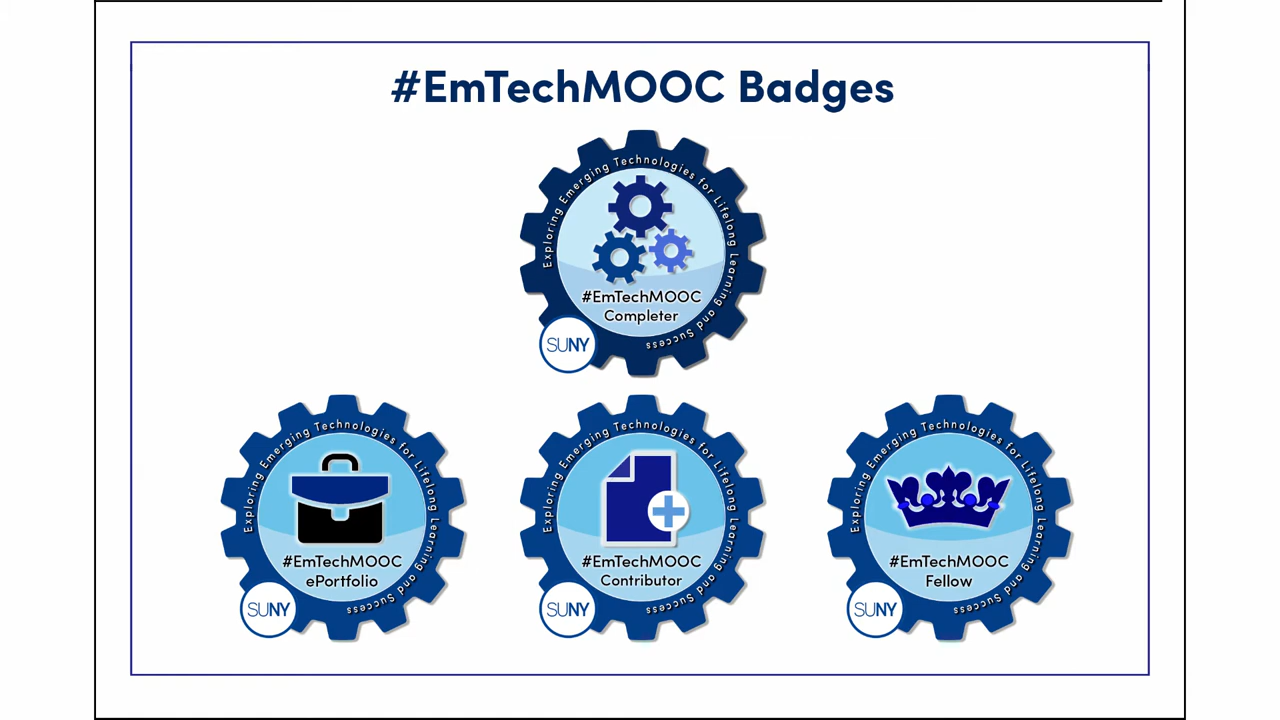 #EmTechMOOC Badges
Exploring Emerging Technologies for Lifelong Learning and Success
#EmTechMOOC
Completer
SUNY
Exploring Emerging Technologies for Lifelong Learning and Success
#EmTechMOOC
ePortfolio
SUNY
Exploring Emerging Technologies for Lifelong Learning and Success
#EmTechMOOC
Contributor
SUNY
Exploring Emerging Technologies for Lifelong Learning and Success
#EmTechMOOC
Fellow
SUNY